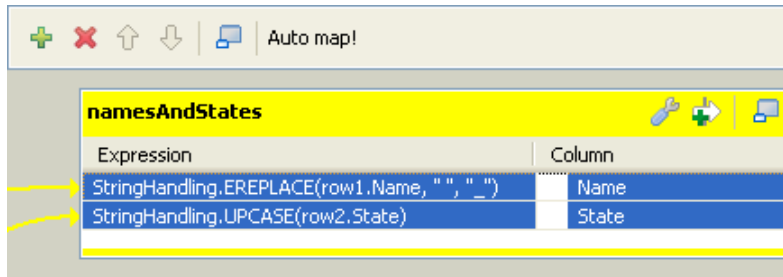 Auto map!
namesAndStates
Expression Column
StringHandling.EREPLACE(row1.Name, " ", "_") Name
StringHandling.UPCASE(row2.State) State